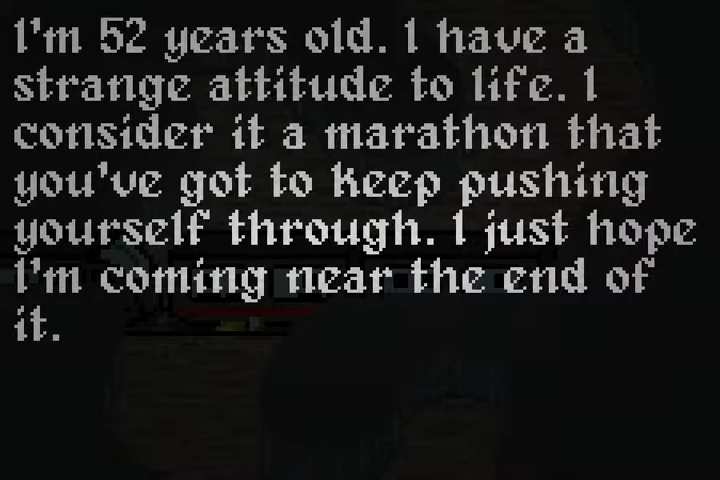 I'm 52 years old. I have a
strange attitude to life. I
consider it a marathon that
you've got to keep pushing
yourself through. I just hope
I'm coming near the end of
it.